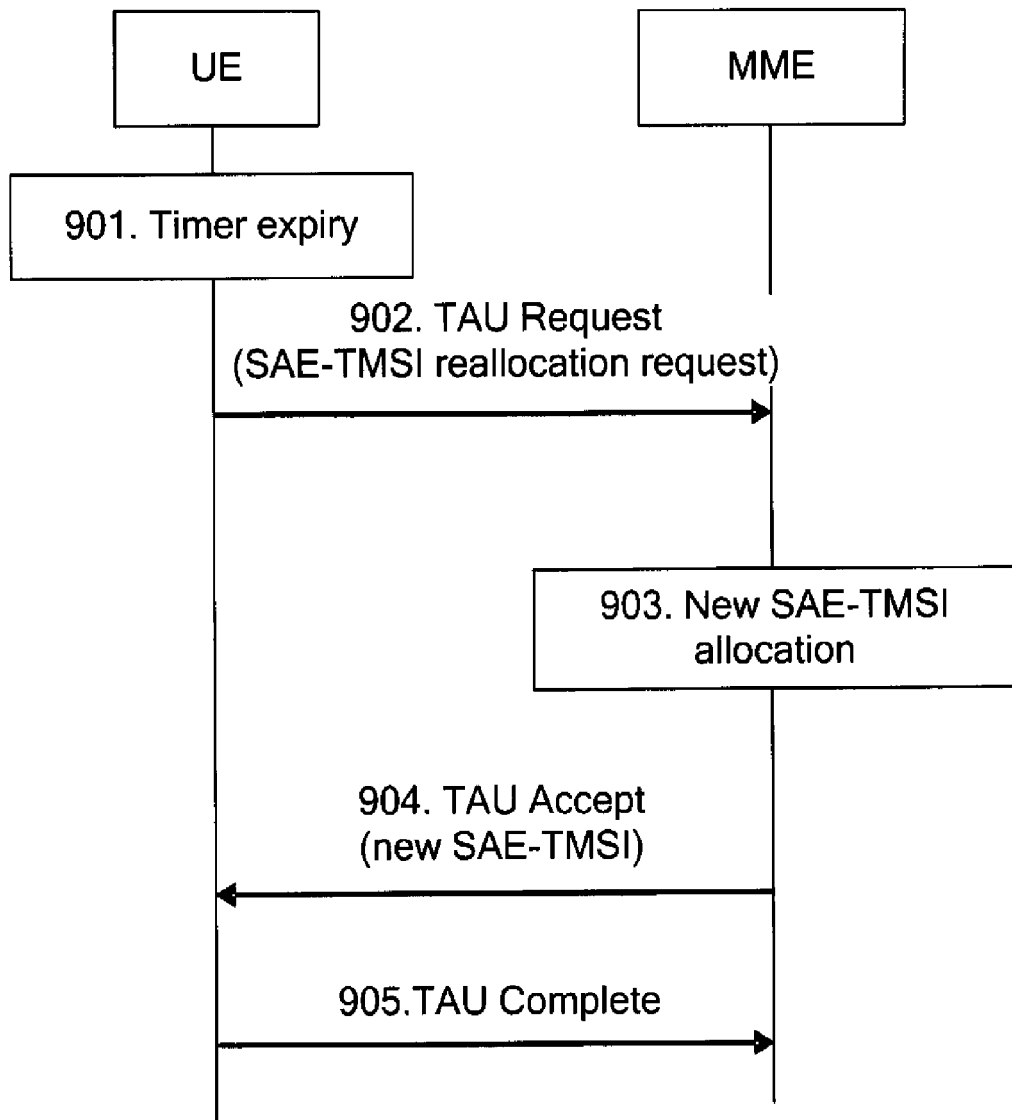 UE
MME
901. Timer expiry
902. TAU Request
(SAE-TMSI reallocation request)
903. New SAE-TMSI
allocation
904. TAU Accept
(new SAE-TMSI)
905.TAU Complete